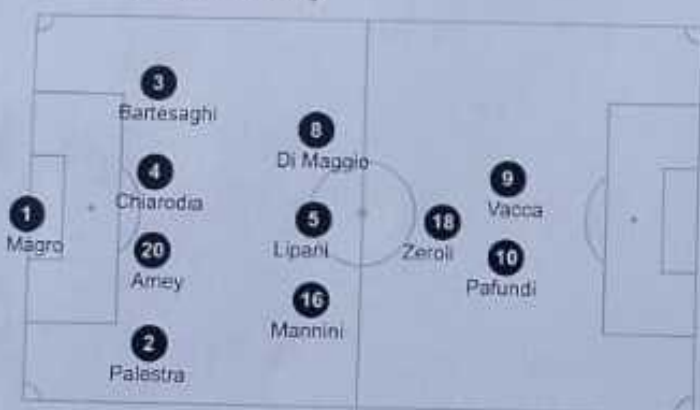 3
Bartesaghi
8
Di Maggio
4
Chiarodia
9
Vacca
1
Magro
5
Lipani
18
Zeroli
20
Amey
10
Pafundi
16
Mannini
2
Palestra